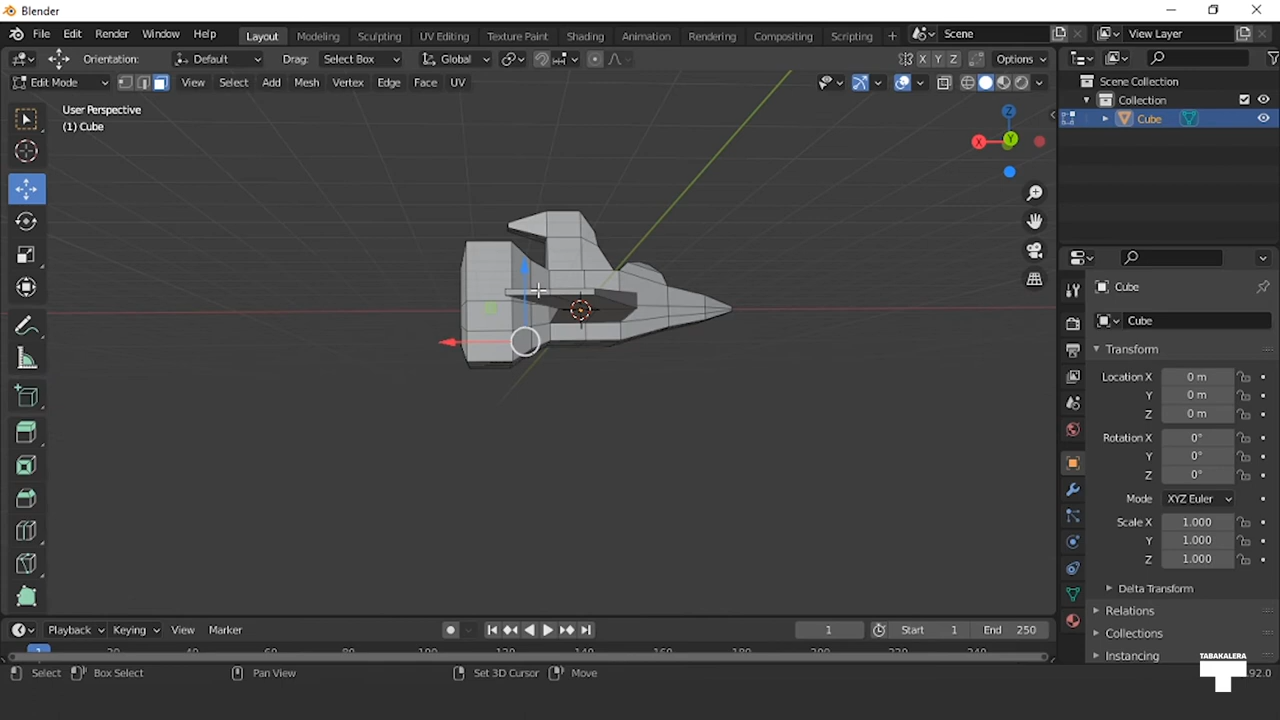 Blender
File Edit Render Window Help Layout Modeling Sculpting UV Editing Texture Paint Shading Animation Rendering Compositing Scripting + Scene View Layer
Orientation: Default Drag: Select Box Global X Y Z Options
Edit Mode View Select Add Mesh Vertex Edge Face UV
User Perspective
(1) Cube
Z
X
Y
Scene Collection
Collection
Cube
Cube
Cube
Transform
Location X 0 m
Y 0 m
Z 0 m
Rotation X 0°
Y 0°
Z 0°
Mode XYZ Euler
Scale X 1.000
Y 1.000
Z 1.000
Delta Transform
Relations
Collections
Instancing
Playback Keying View Marker 1 Start 1 End 250
Select Box Select Pan View Set 3D Cursor Move
TABAKALERA